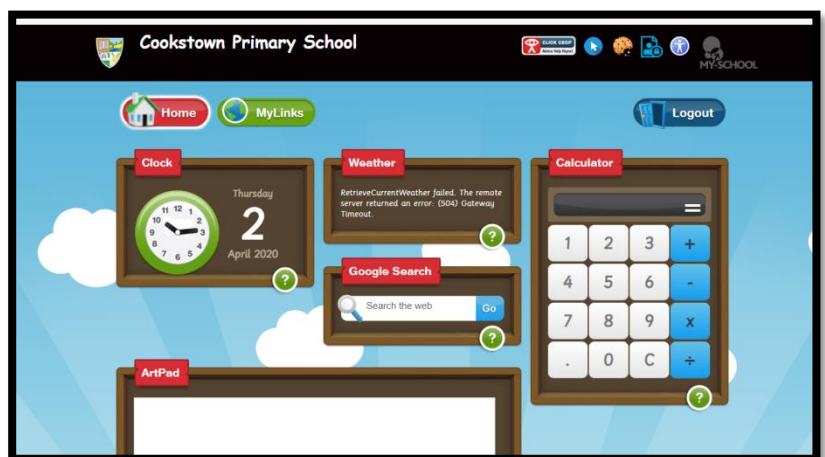 Cookstown Primary School
CLICK CEOP
MY-SCHOOL
Home
MyLinks
Logout
Clock
11 12 1
10 2
9 3
8 4
7 6 5
Thursday
2
April 2020
?
Weather
RetrieveCurrentWeather failed. The remote
server returned an error: (504) Gateway
Timeout.
?
Google Search
Search the web
Go
?
Calculator
=
1 2 3 +
4 5 6 -
7 8 9 x
. 0 C ÷
?
ArtPad